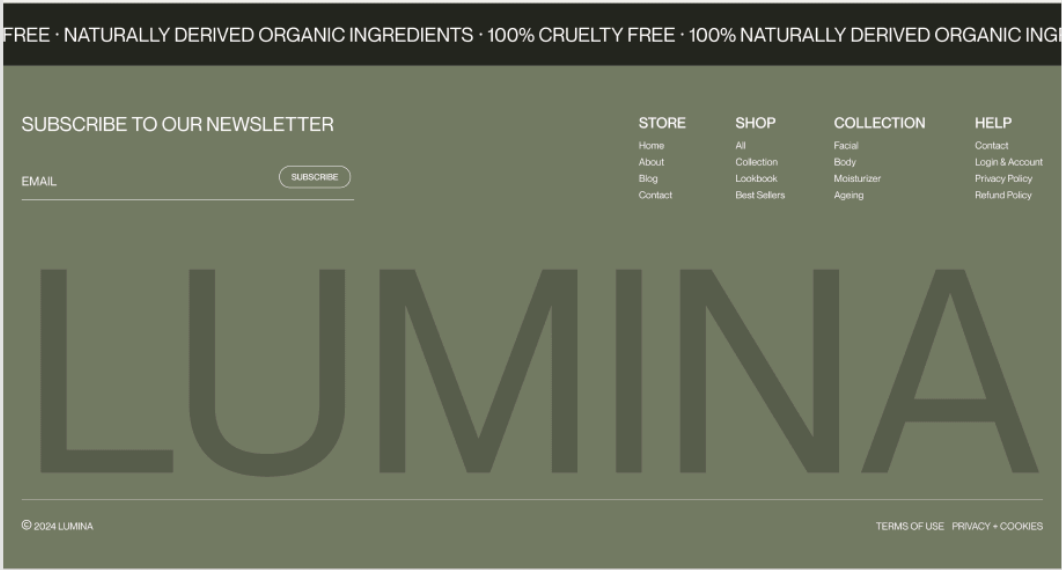 FREE · NATURALLY DERIVED ORGANIC INGREDIENTS · 100% CRUELTY FREE · 100% NATURALLY DERIVED ORGANIC INGR
SUBSCRIBE TO OUR NEWSLETTER
EMAIL
SUBSCRIBE
STORE
Home
About
Blog
Contact
SHOP
All
Collection
Lookbook
Best Sellers
COLLECTION
Facial
Body
Moisturizer
Ageing
HELP
Contact
Login & Account
Privacy Policy
Refund Policy
LUMINA
© 2024 LUMINA
TERMS OF USE PRIVACY + COOKIES